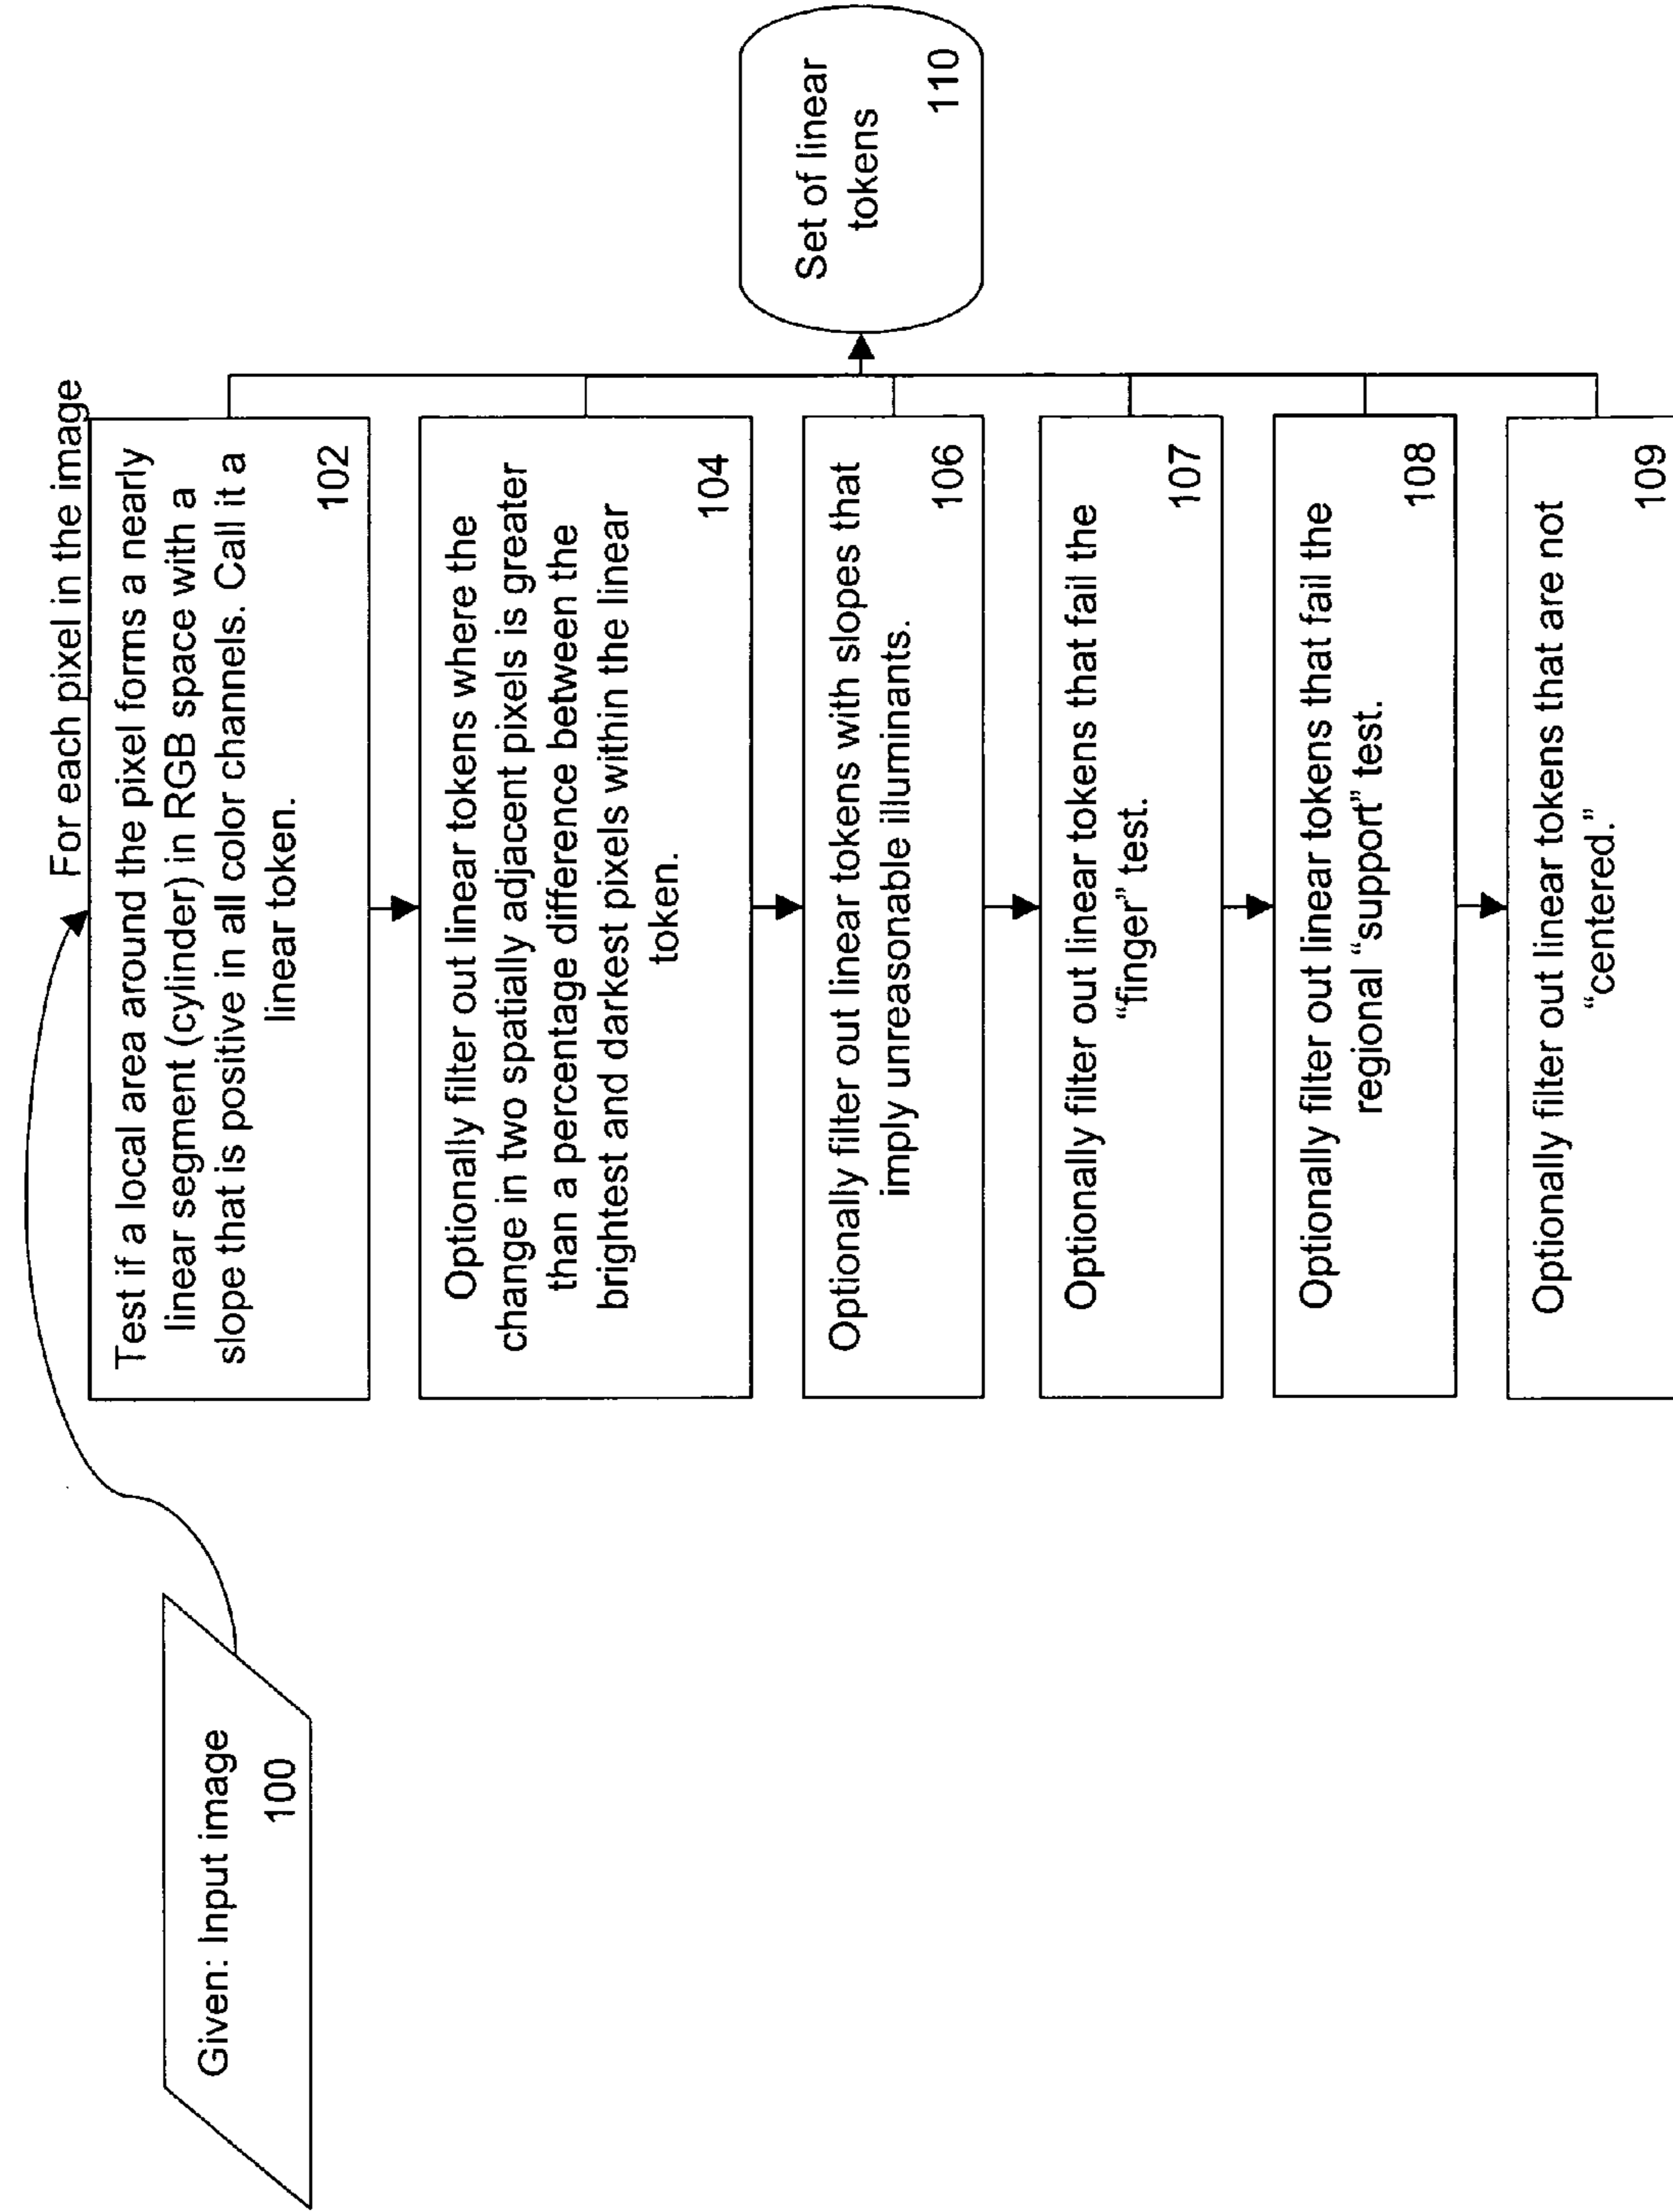 Given: Input image
100
For each pixel in the image
Test if a local area around the pixel forms a nearly
linear segment (cylinder) in RGB space with a
slope that is positive in all color channels. Call it a
linear token.
102
Optionally filter out linear tokens where the
change in two spatially adjacent pixels is greater
than a percentage difference between the
brightest and darkest pixels within the linear
token.
104
Optionally filter out linear tokens with slopes that
imply unreasonable illuminants.
106
Optionally filter out linear tokens that fail the
“finger” test.
107
Optionally filter out linear tokens that fail the
regional “support” test.
108
Optionally filter out linear tokens that are not
“centered.”
109
Set of linear
tokens
110